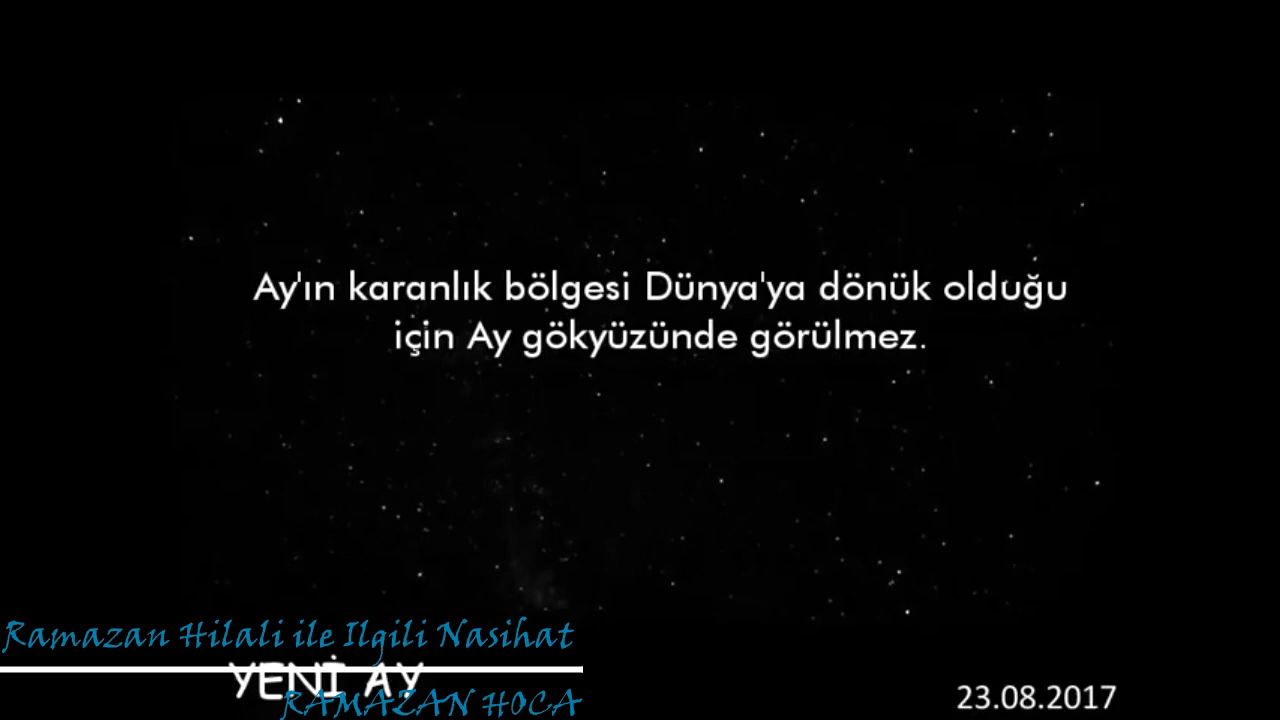 Ay'ın karanlık bölgesi Dünya'ya dönük olduğu
için Ay gökyüzünde görülmez.
Ramazan Hilali ile Ilgili Nasihat
YENİ AY
RAMAZAN HOCA
23.08.2017